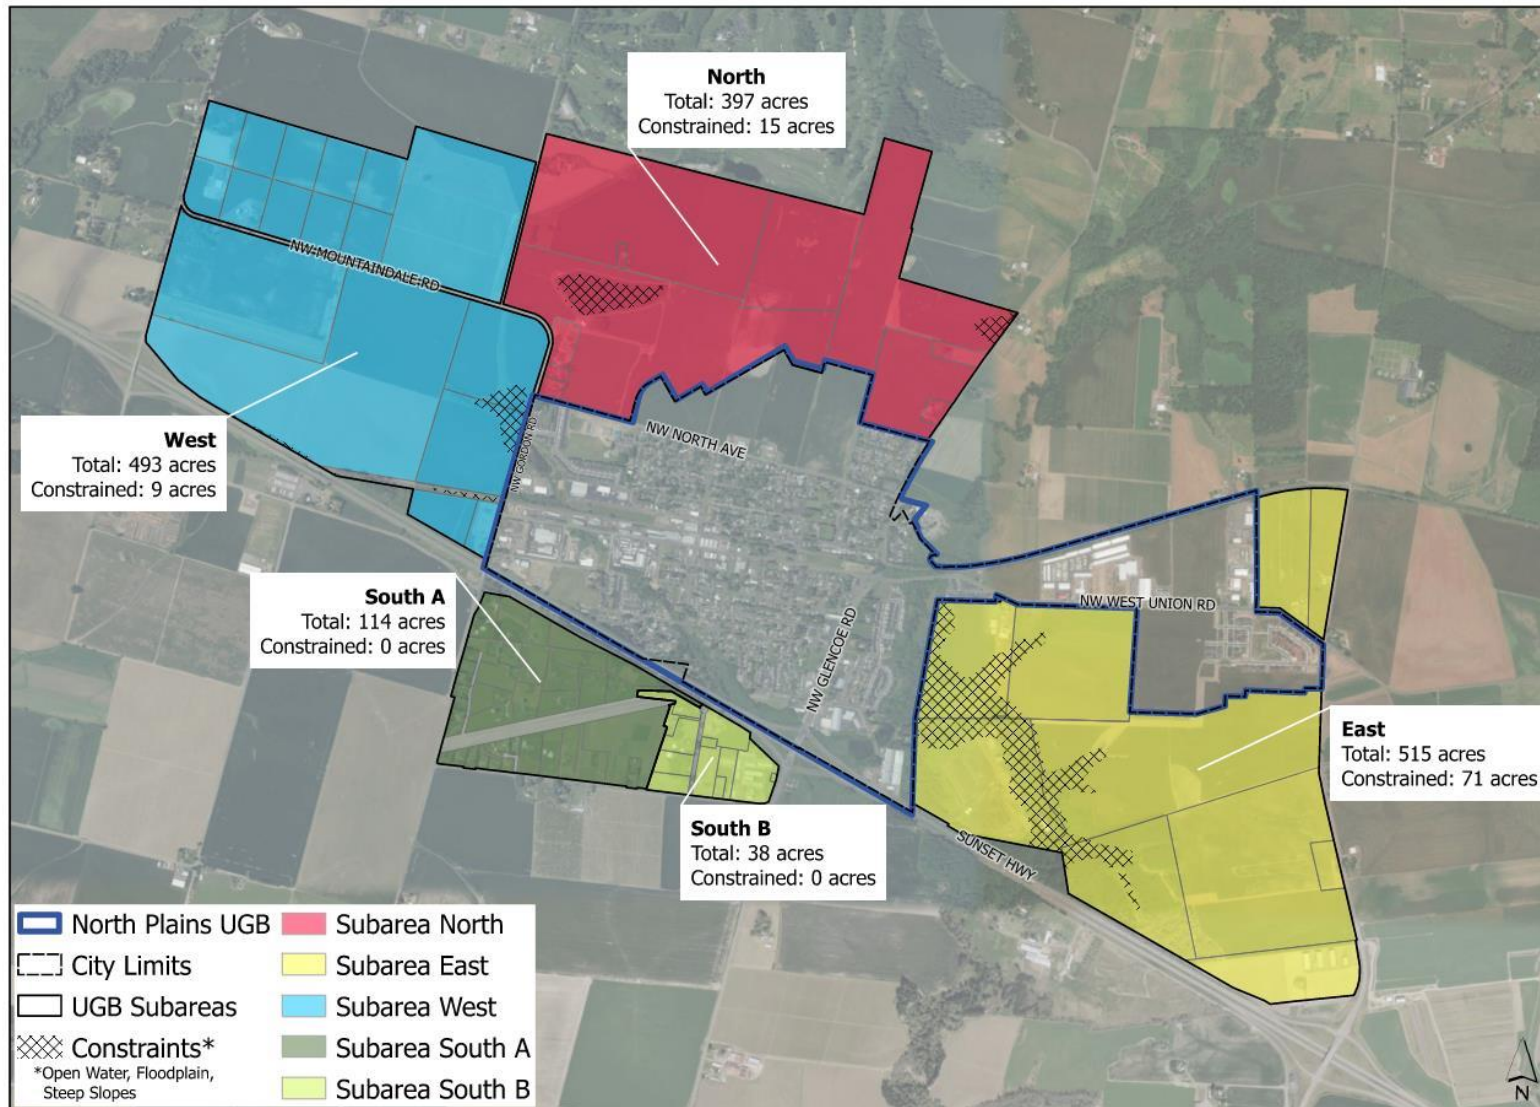 North
Total: 397 acres
Constrained: 15 acres
NW MOUNTAINDALE RD
West
Total: 493 acres
Constrained: 9 acres
NW GORDON RD
NW NORTH AVE
South A
Total: 114 acres
Constrained: 0 acres
NW WEST UNION RD
NW GLENCOE RD
East
Total: 515 acres
Constrained: 71 acres
South B
Total: 38 acres
Constrained: 0 acres
SUNSET HWY
North Plains UGB
City Limits
UGB Subareas
Constraints*
*Open Water, Floodplain,
Steep Slopes
Subarea North
Subarea East
Subarea West
Subarea South A
Subarea South B
N